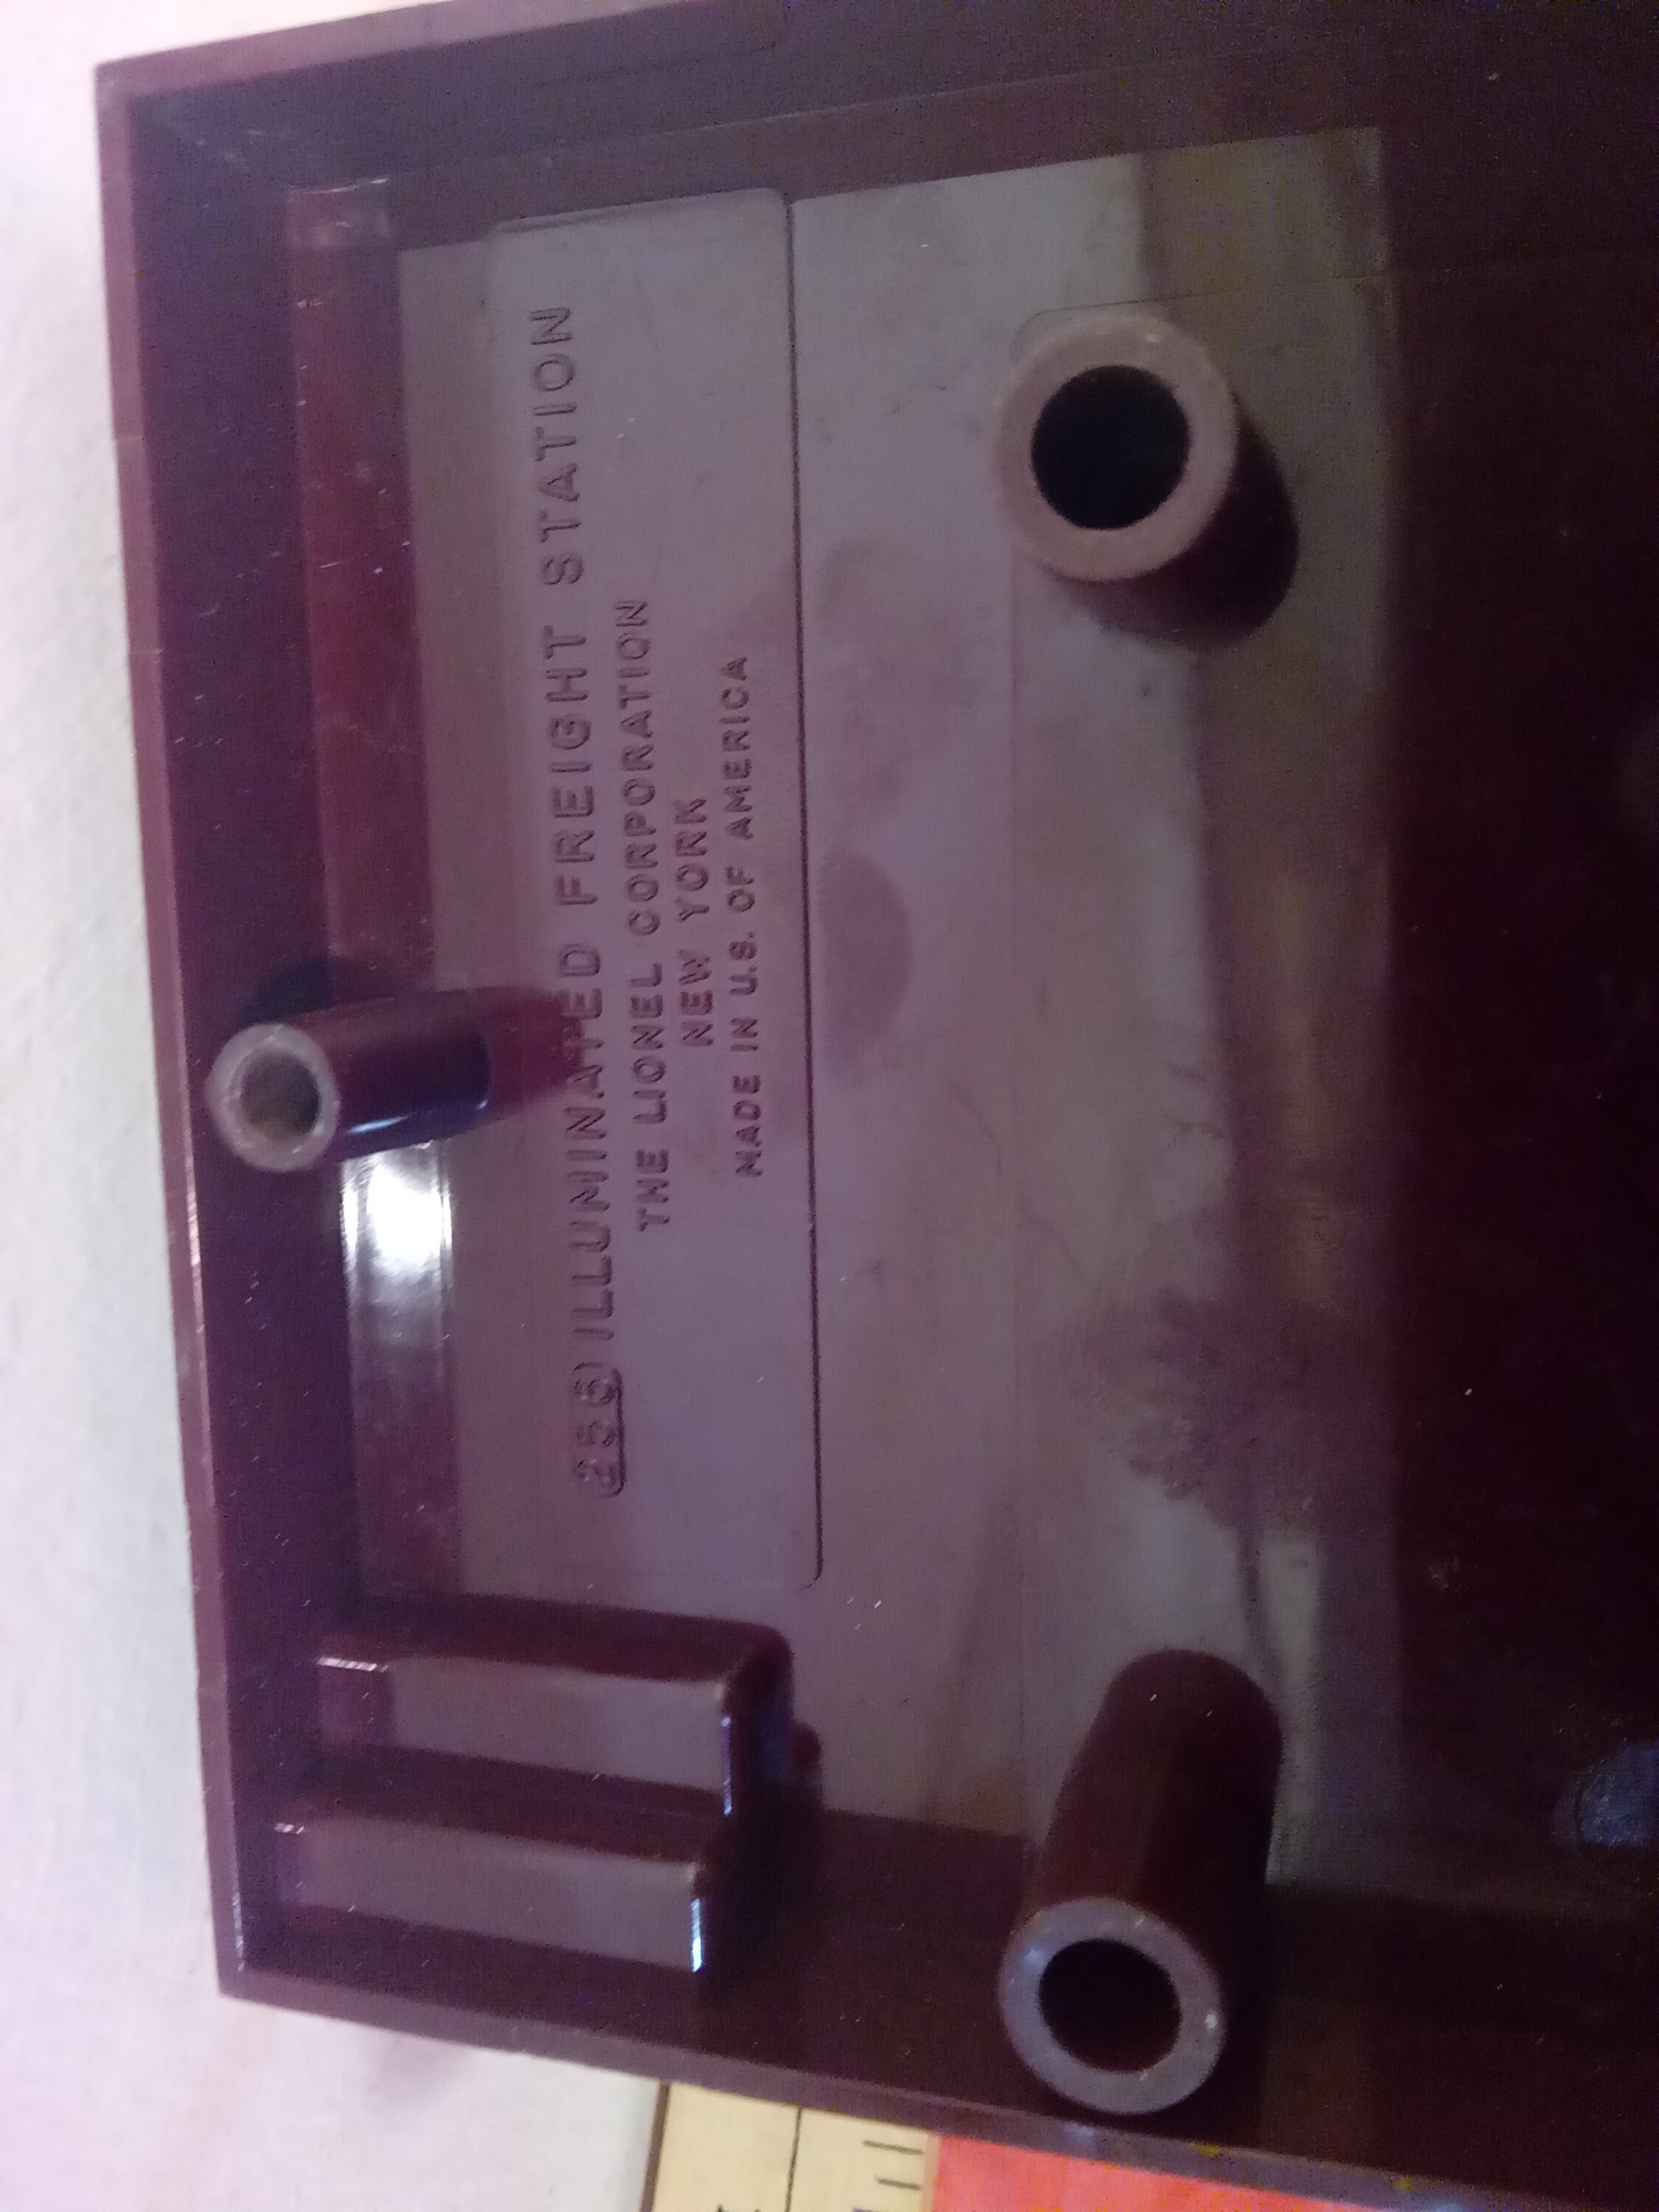 256 ILLUMINATED FREIGHT STATION
THE LIONEL CORPORATION
NEW YORK
MADE IN U.S. OF AMERICA